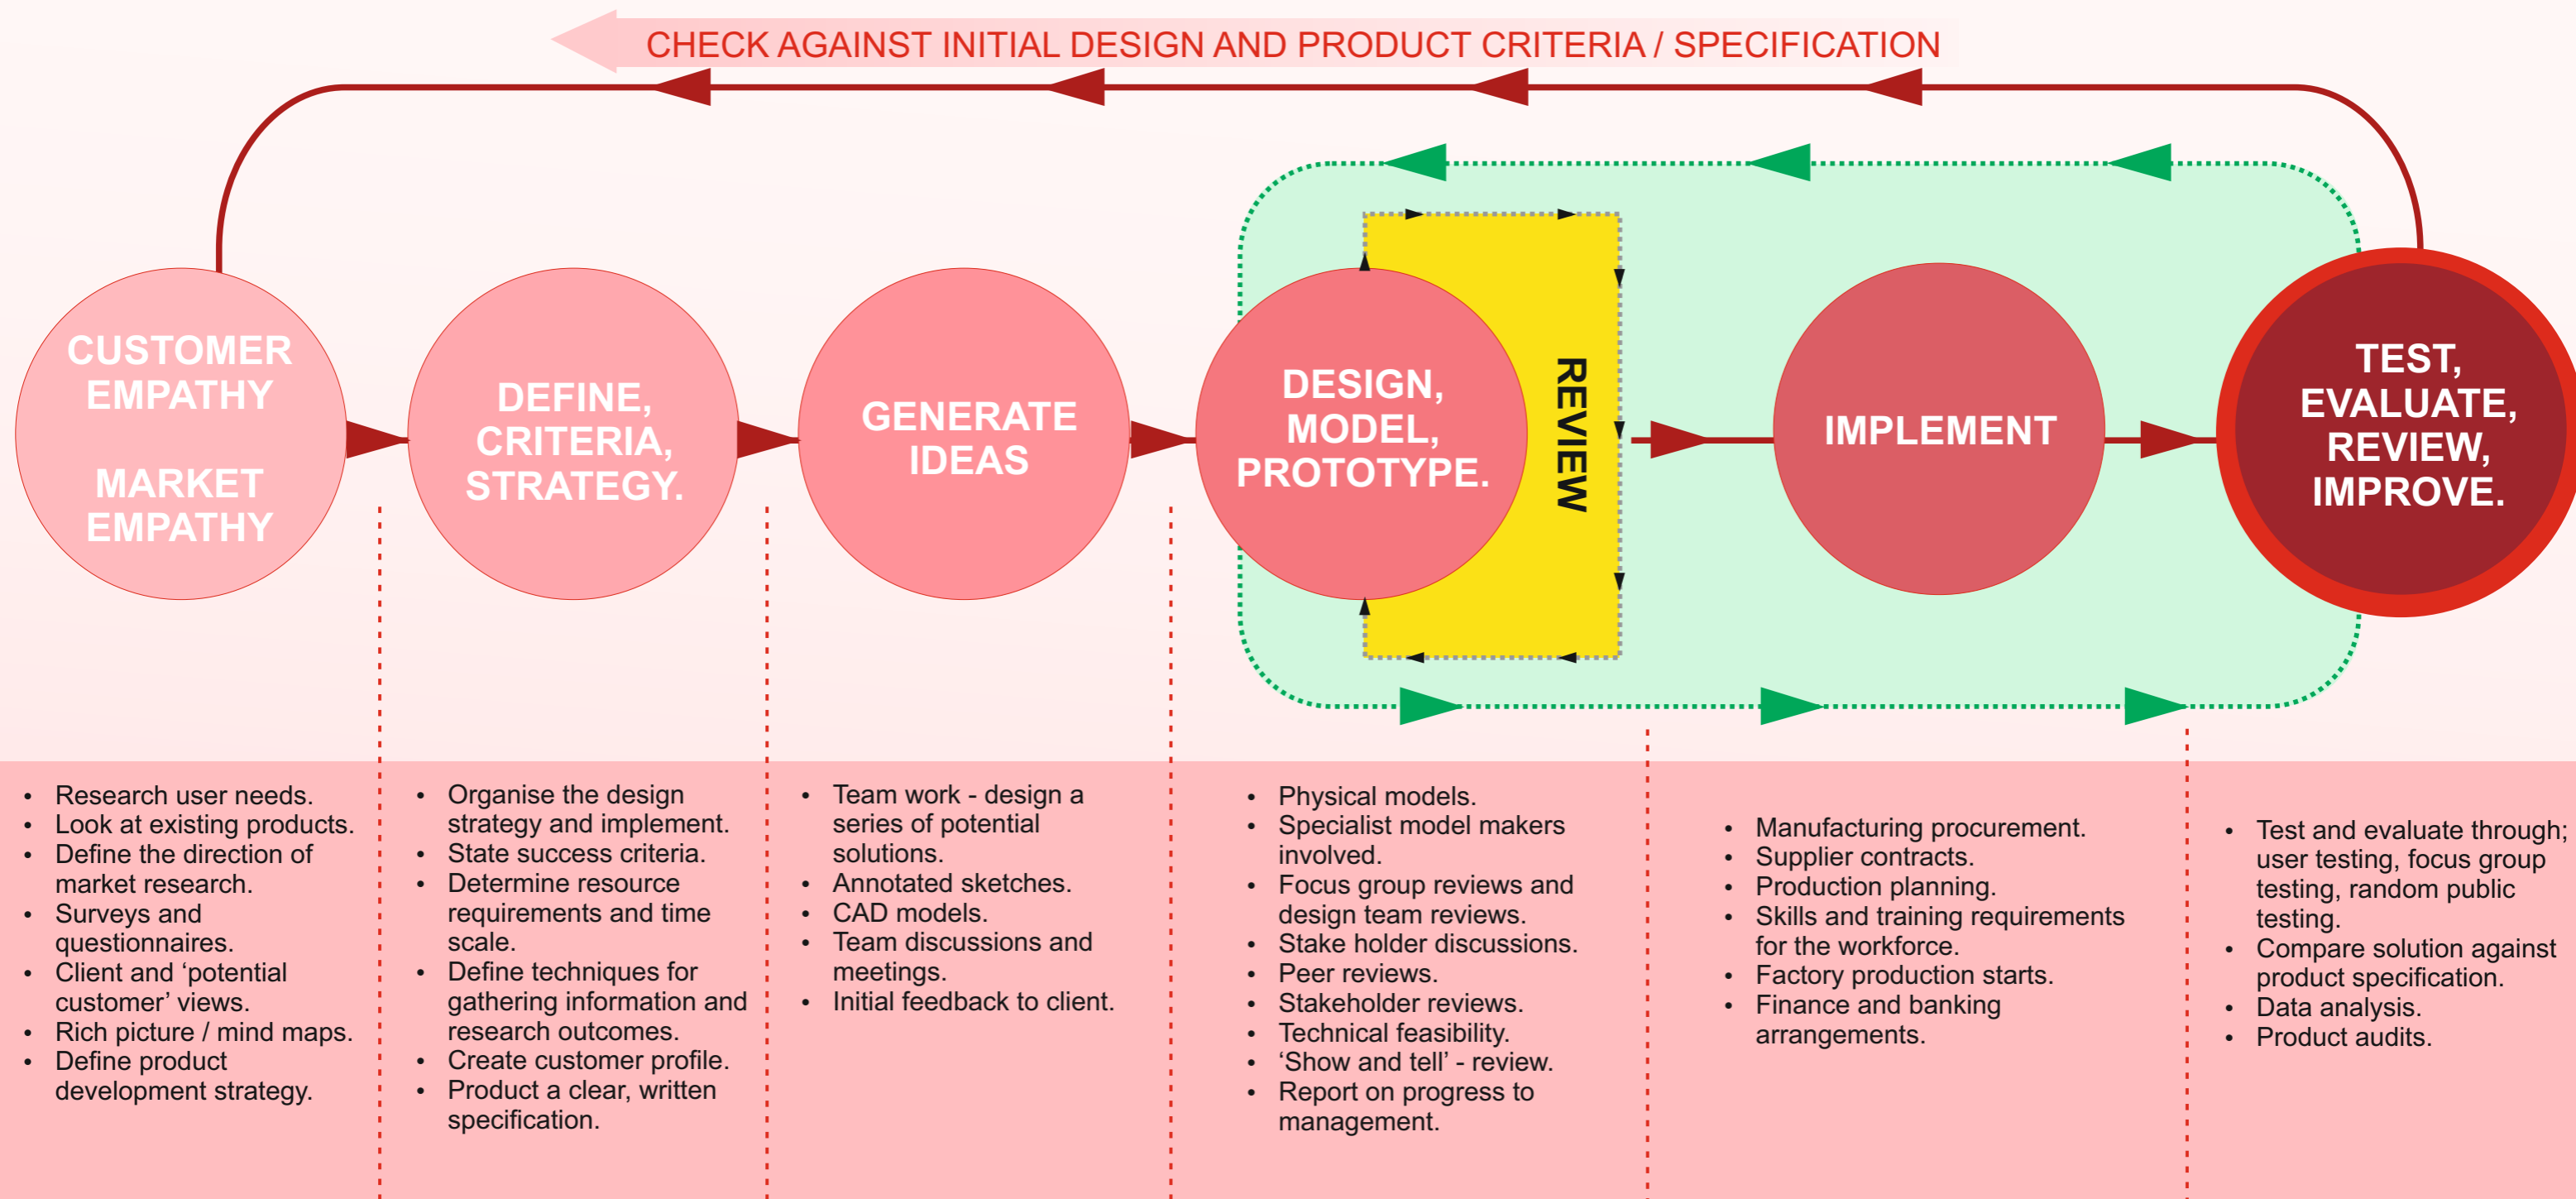 CHECK AGAINST INITIAL DESIGN AND PRODUCT CRITERIA / SPECIFICATION
CUSTOMER
EMPATHY
MARKET
EMPATHY
DEFINE,
CRITERIA,
STRATEGY.
GENERATE
IDEAS
DESIGN,
MODEL,
PROTOTYPE.
REVIEW
IMPLEMENT
TEST,
EVALUATE,
REVIEW,
IMPROVE.
• Research user needs.
• Look at existing products.
• Define the direction of
market research.
• Surveys and
questionnaires.
• Client and ‘potential
customer’ views.
• Rich picture / mind maps.
• Define product
development strategy.
• Organise the design
strategy and implement.
• State success criteria.
• Determine resource
requirements and time
scale.
• Define techniques for
gathering information and
research outcomes.
• Create customer profile.
• Product a clear, written
specification.
• Team work - design a
series of potential
solutions.
• Annotated sketches.
• CAD models.
• Team discussions and
meetings.
• Initial feedback to client.
• Physical models.
• Specialist model makers
involved.
• Focus group reviews and
design team reviews.
• Stake holder discussions.
• Peer reviews.
• Stakeholder reviews.
• Technical feasibility.
• ‘Show and tell’ - review.
• Report on progress to
management.
• Manufacturing procurement.
• Supplier contracts.
• Production planning.
• Skills and training requirements
for the workforce.
• Factory production starts.
• Finance and banking
arrangements.
• Test and evaluate through;
user testing, focus group
testing, random public
testing.
• Compare solution against
product specification.
• Data analysis.
• Product audits.